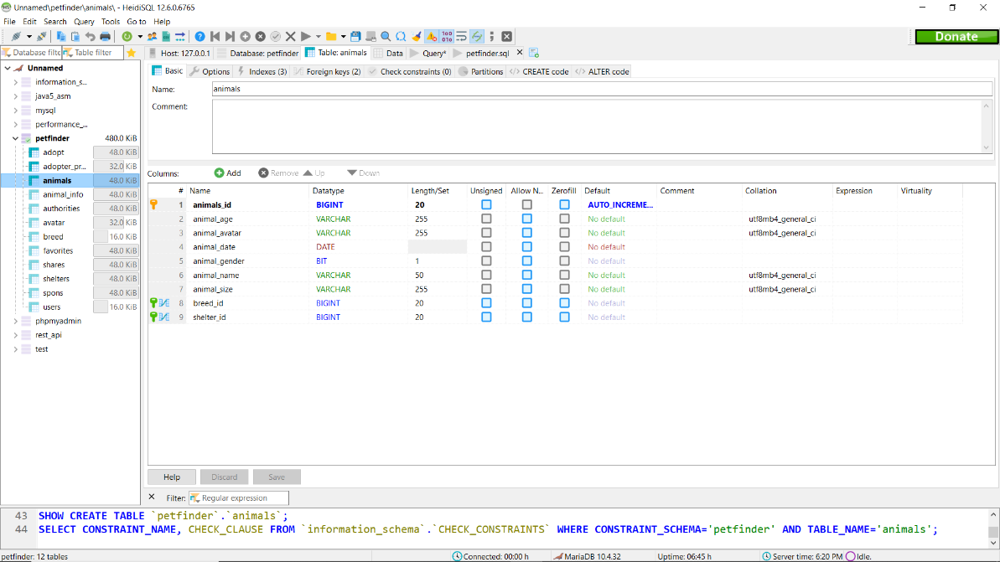 Unnamed\petfinder\animals\ - HeidiSQL 12.6.0.6765
File Edit Search Query Tools Go to Help
Donate
Database filte Table filter Host: 127.0.0.1 Database: petfinder Table: animals Data Query* petfinder.sql
Unnamed
information_s...
java5_asm
mysql
performance_...
petfinder 480.0 KiB
adopt 48.0 KiB
adopter_pr... 32.0 KiB
animals 48.0 KiB
animal_info 48.0 KiB
authorities 48.0 KiB
avatar 32.0 KiB
breed 16.0 KiB
favorites 48.0 KiB
shares 48.0 KiB
shelters 48.0 KiB
spons 48.0 KiB
users 16.0 KiB
phpmyadmin
rest_api
test
Basic Options Indexes (3) Foreign keys (2) Check constraints (0) Partitions CREATE code ALTER code
Name: animals
Comment:
Columns: Add Remove Up Down
# Name Datatype Length/Set Unsigned Allow N... Zerofill Default Comment Collation Expression Virtuality
1 animals_id BIGINT 20 AUTO_INCREME...
2 animal_age VARCHAR 255 No default utf8mb4_general_ci
3 animal_avatar VARCHAR 255 No default utf8mb4_general_ci
4 animal_date DATE No default
5 animal_gender BIT 1 No default
6 animal_name VARCHAR 50 No default utf8mb4_general_ci
7 animal_size VARCHAR 255 No default utf8mb4_general_ci
8 breed_id BIGINT 20 No default
9 shelter_id BIGINT 20 No default
Help Discard Save
Filter: Regular expression
43 SHOW CREATE TABLE `petfinder`.`animals`;
44 SELECT CONSTRAINT_NAME, CHECK_CLAUSE FROM `information_schema`.`CHECK_CONSTRAINTS` WHERE CONSTRAINT_SCHEMA='petfinder' AND TABLE_NAME='animals';
petfinder: 12 tables Connected: 00:00 h MariaDB 10.4.32 Uptime: 06:45 h Server time: 6:20 PM Idle.